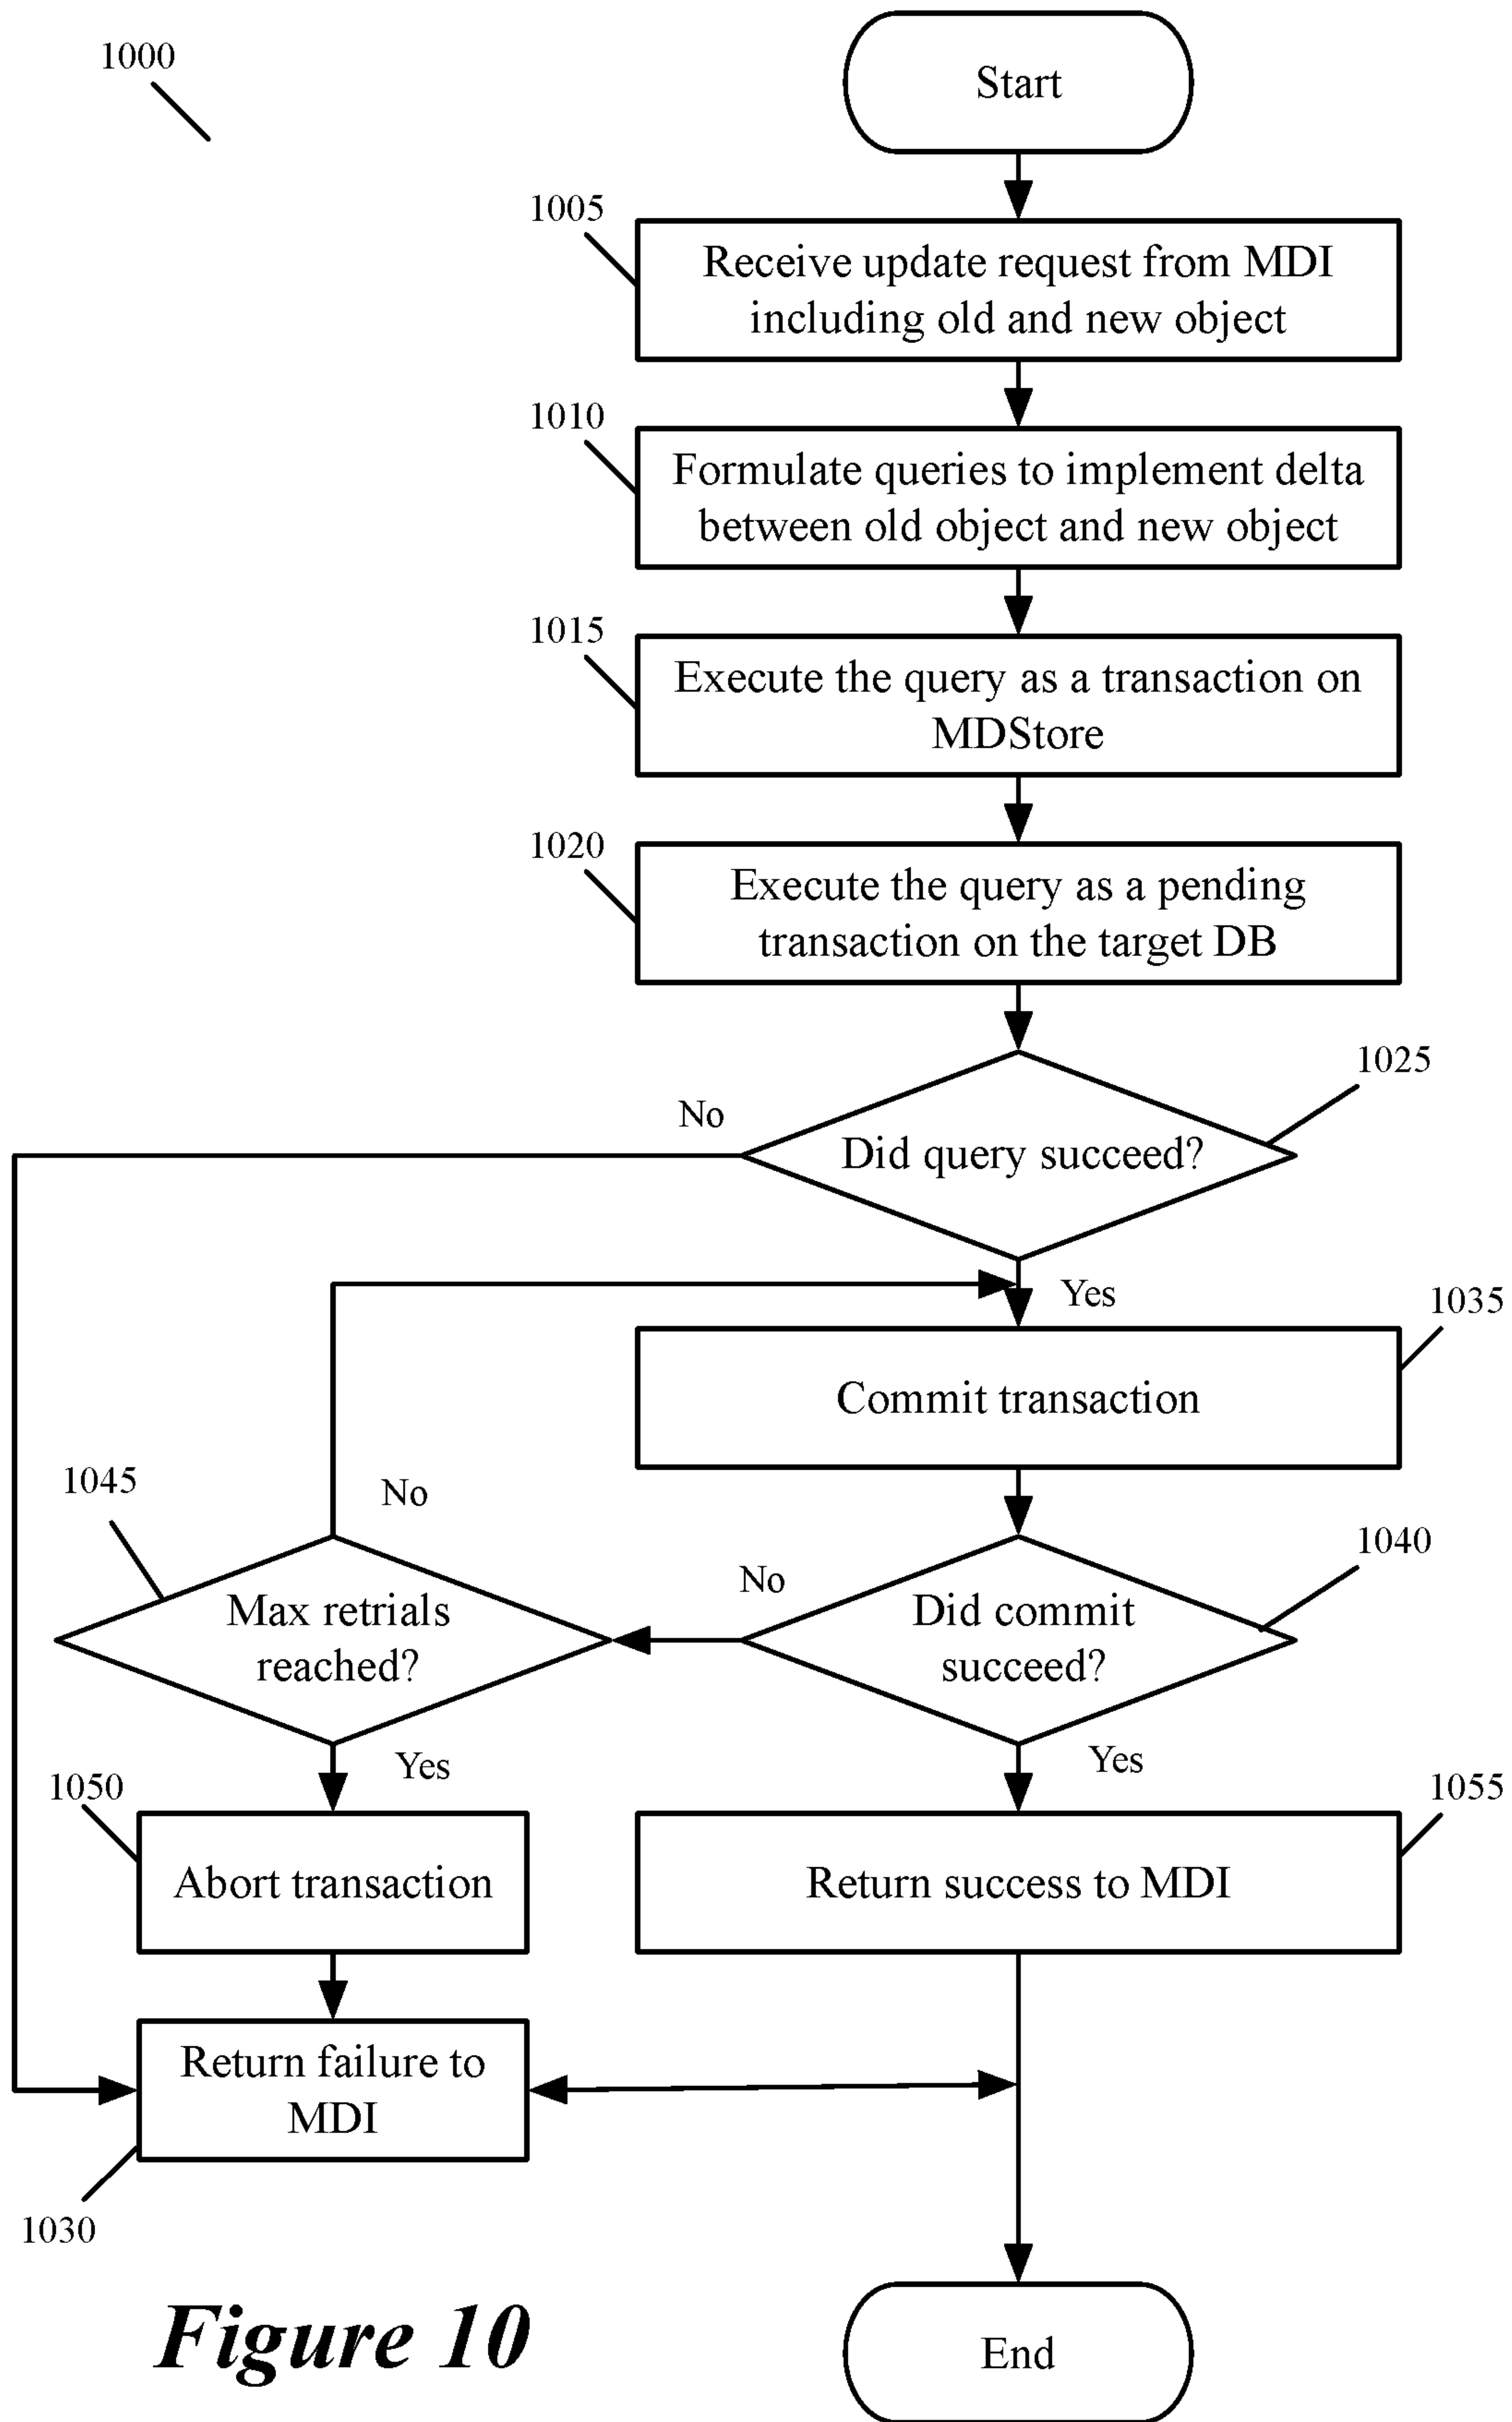 1000
Start
1005
Receive update request from MDI
including old and new object
1010
Formulate queries to implement delta
between old object and new object
1015
Execute the query as a transaction on
MDStore
1020
Execute the query as a pending
transaction on the target DB
1025
No
Did query succeed?
Yes
1035
Commit transaction
1045
No
1040
No
Max retrials
reached?
Did commit
succeed?
Yes
Yes
1050
1055
Abort transaction
Return success to MDI
Return failure to
MDI
1030
Figure 10
End